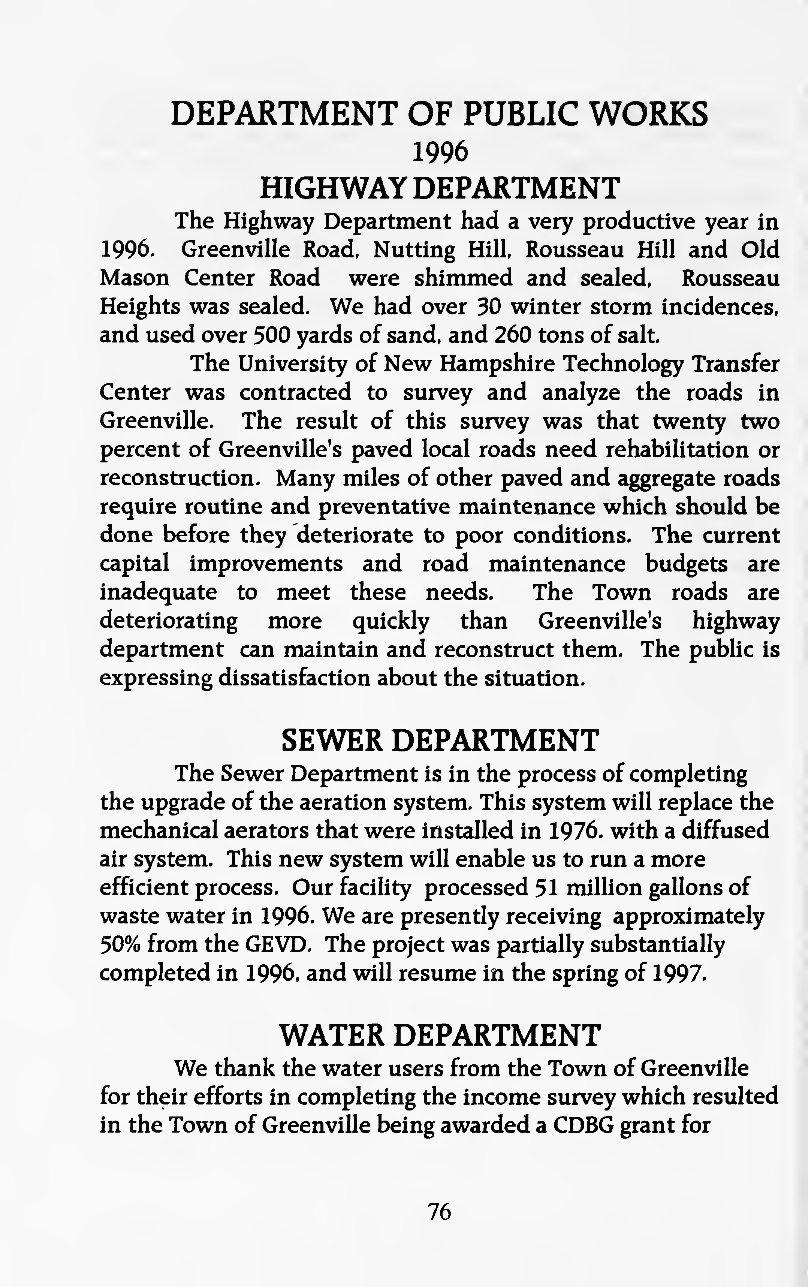 DEPARTMENT OF PUBLIC WORKS
1996
HIGHWAY DEPARTMENT
The Highway Department had a very productive year in
1996. Greenville Road, Nutting Hill, Rousseau Hill and Old
Mason Center Road were shimmed and sealed, Rousseau
Heights was sealed. We had over 30 winter storm incidences,
and used over 500 yards of sand, and 260 tons of salt.
The University of New Hampshire Technology Transfer
Center was contracted to survey and analyze the roads in
Greenville. The result of this survey was that twenty two
percent of Greenville's paved local roads need rehabilitation or
reconstruction. Many miles of other paved and aggregate roads
require routine and preventative maintenance which should be
done before they deteriorate to poor conditions. The current
capital improvements and road maintenance budgets are
inadequate to meet these needs. The Town roads are
deteriorating more quickly than Greenville's highway
department can maintain and reconstruct them. The public is
expressing dissatisfaction about the situation.
SEWER DEPARTMENT
The Sewer Department is in the process of completing
the upgrade of the aeration system. This system will replace the
mechanical aerators that were installed in 1976. with a diffused
air system. This new system will enable us to run a more
efficient process. Our facility processed 51 million gallons of
waste water in 1996. We are presently receiving approximately
50% from the GEVD. The project was partially substantially
completed in 1996, and will resume in the spring of 1997.
WATER DEPARTMENT
We thank the water users from the Town of Greenville
for their efforts in completing the income survey which resulted
in the Town of Greenville being awarded a CDBG grant for
76